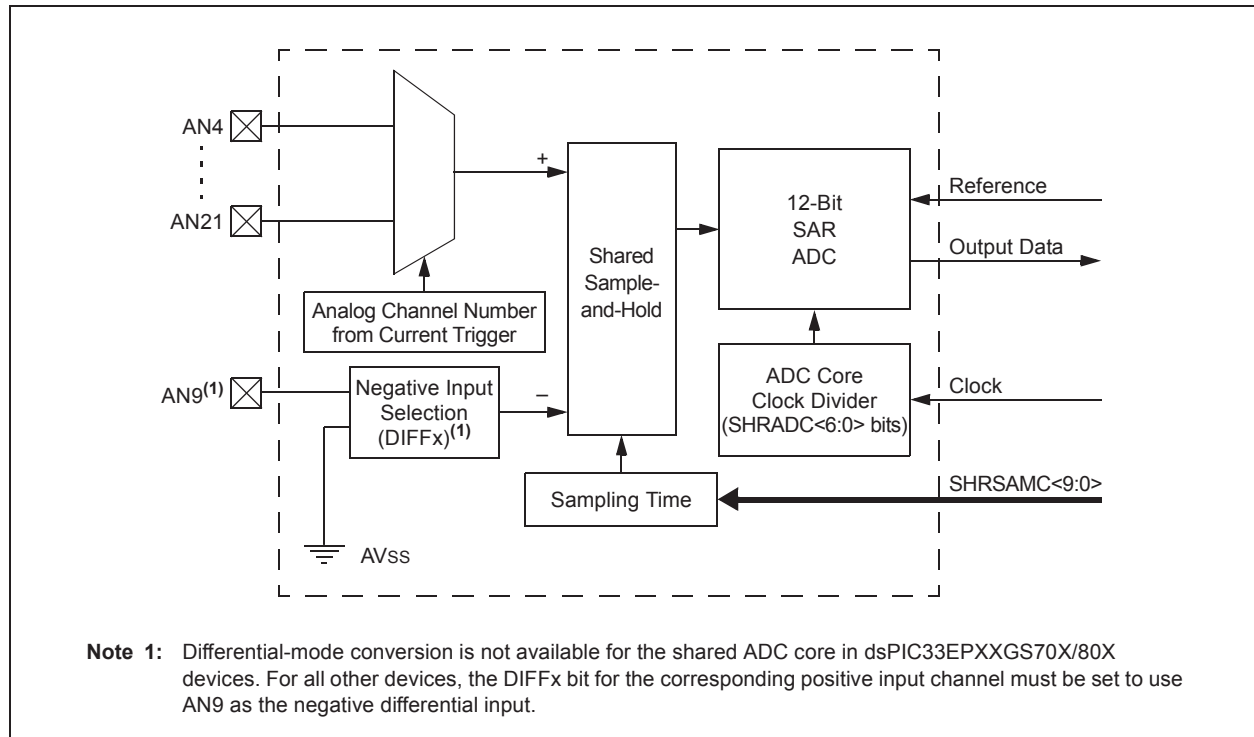 AN4
AN21
+
Shared
Sample-
and-Hold
12-Bit
SAR
ADC
Reference
Output Data
Analog Channel Number
from Current Trigger
AN9(1)
Negative Input
Selection
(DIFFx)(1)
–
ADC Core
Clock Divider
(SHRADC<6:0> bits)
Clock
Sampling Time
SHRSAMC<9:0>
AVSS
Note 1: Differential-mode conversion is not available for the shared ADC core in dsPIC33EPXXGS70X/80X
devices. For all other devices, the DIFFx bit for the corresponding positive input channel must be set to use
AN9 as the negative differential input.